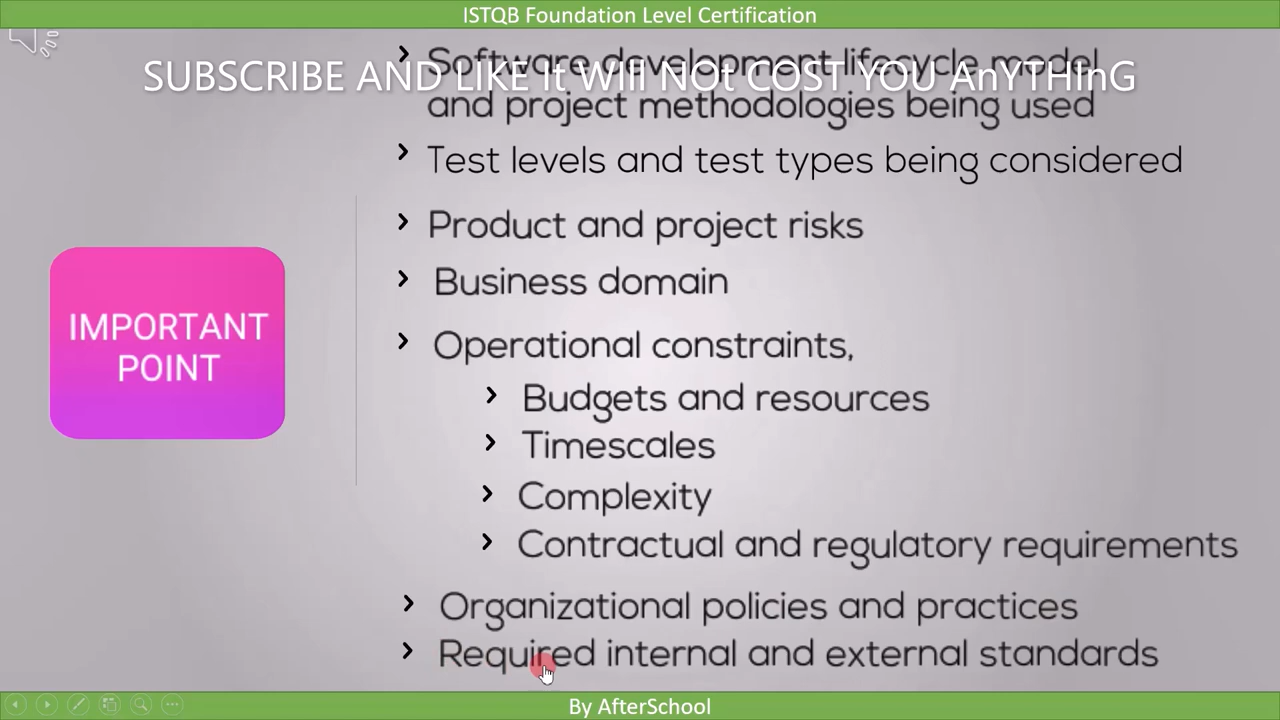 ISTQB Foundation Level Certification
SUBSCRIBE AND LIKE It WIll NOt COST YOU AnYTHInG
Software development lifecycle model
and project methodologies being used
Test levels and test types being considered
Product and project risks
Business domain
IMPORTANT
POINT
Operational constraints,
Budgets and resources
Timescales
Complexity
Contractual and regulatory requirements
Organizational policies and practices
Required internal and external standards
By AfterSchool